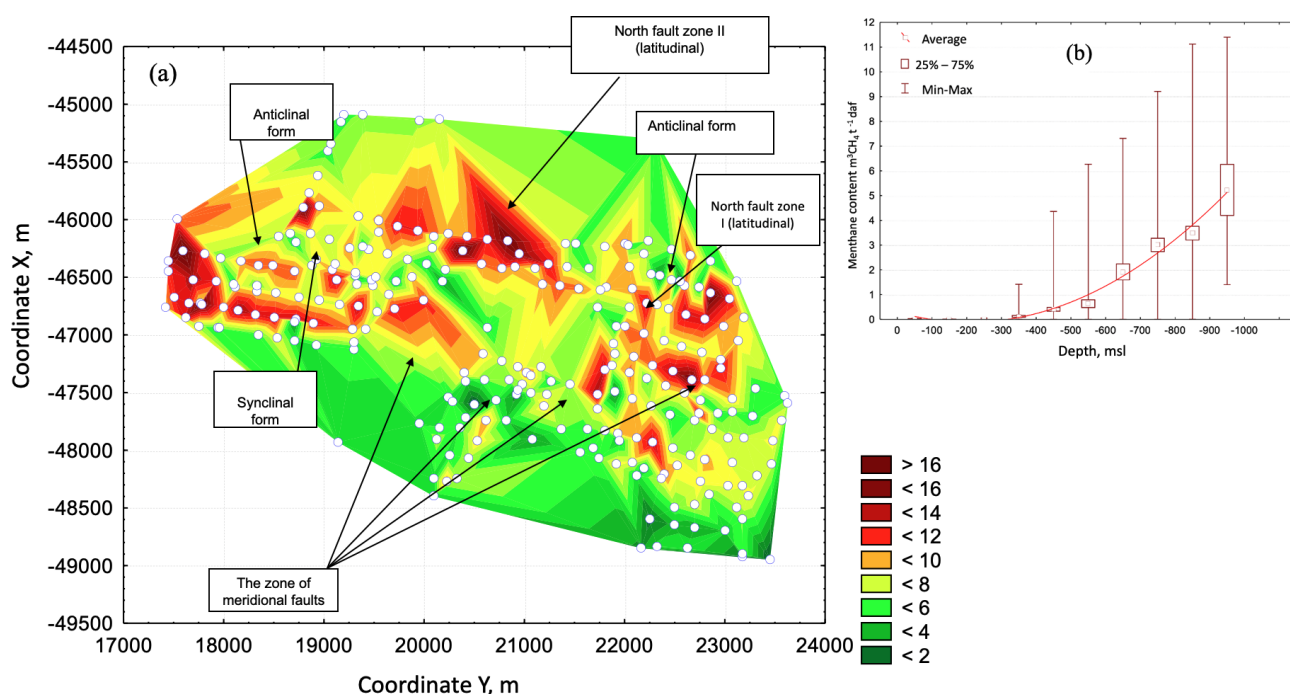 (a)
North fault zone II
(latitudinal)
Anticlinal
form
Anticlinal form
North fault zone
I (latitudinal)
Synclinal
form
The zone of
meridional faults
-44500
-45000
-45500
-46000
-46500
-47000
-47500
-48000
-48500
-49000
-49500
Coordinate X, m
17000
18000
19000
20000
21000
22000
23000
24000
Coordinate Y, m
> 16
< 16
< 14
< 12
< 10
< 8
< 6
< 4
< 2
(b)
Average
25% – 75%
Min-Max
12
11
10
9
8
7
6
5
4
3
2
1
0
Menthane content m³CH₄ t ⁻¹ daf
0
-100
-200
-300
-400
-500
-600
-700
-800
-900
-1000
Depth, msl